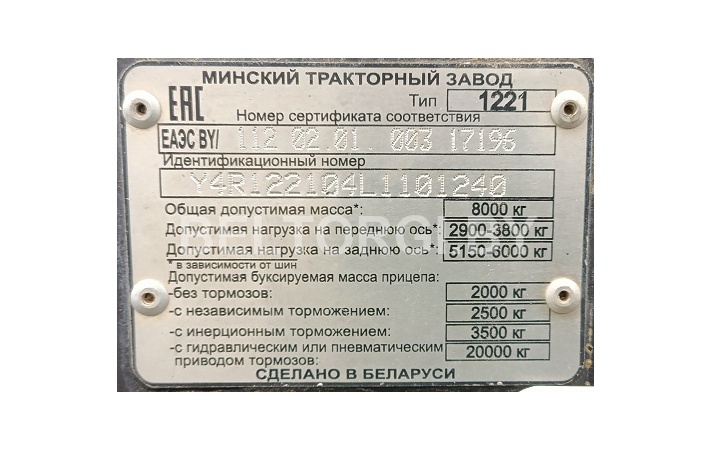 МИНСКИЙ ТРАКТОРНЫЙ ЗАВОД
EAC Тип 1221
Номер сертификата соответствия
ЕАЭС BY/ 112 02.01. 003 17196
Идентификационный номер
Y4R122104L1101240
Общая допустимая масса*: 8000 кг
Допустимая нагрузка на переднюю ось*: 2900-3800 кг
Допустимая нагрузка на заднюю ось*: 5150-6000 кг
* в зависимости от шин
Допустимая буксируемая масса прицепа:
-без тормозов: 2000 кг
-с независимым торможением: 2500 кг
-с инерционным торможением: 3500 кг
-с гидравлическим или пневматическим
приводом тормозов: 20000 кг
СДЕЛАНО В БЕЛАРУСИ